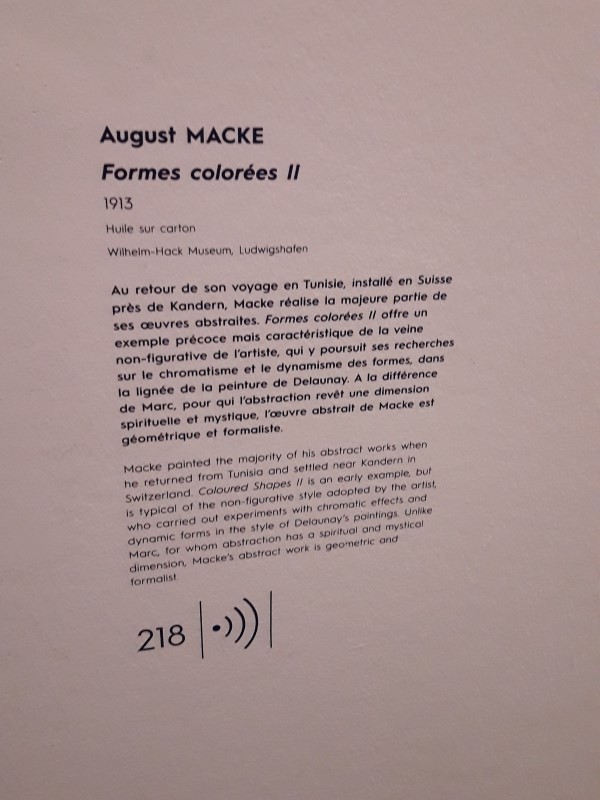 August MACKE
Formes colorées II
1913
Huile sur carton
Wilhelm-Hack Museum, Ludwigshafen
Au retour de son voyage en Tunisie, installé en Suisse
près de Kandern, Macke réalise la majeure partie de
ses œuvres abstraites. Formes colorées II offre un
exemple précoce mais caractéristique de la veine
non-figurative de l'artiste, qui y poursuit ses recherches
sur le chromatisme et le dynamisme des formes, dans
la lignée de la peinture de Delaunay. A la différence
de Marc, pour qui l'abstraction revêt une dimension
spirituelle et mystique, l'œuvre abstrait de Macke est
géométrique et formaliste.
Macke painted the majority of his abstract works when
he returned from Tunisia and settled near Kandern in
Switzerland. Coloured Shapes II is an early example, but
is typical of the non-figurative style adopted by the artist,
who carried out experiments with chromatic effects and
dynamic forms in the style of Delaunay's paintings. Unlike
Marc, for whom abstraction has a spiritual and mystical
dimension, Macke's abstract work is geometric and
formalist.
218